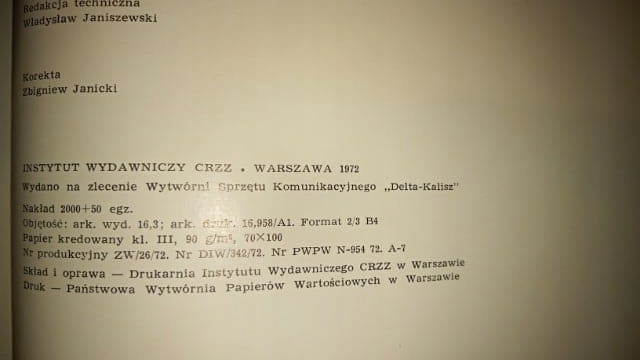 Redakcja techniczna
Władysław Janiszewski
Korekta
Zbigniew Janicki
INSTYTUT WYDAWNICZY CRZZ • WARSZAWA 1972
Wydano na zlecenie Wytwórni Sprzętu Komunikacyjnego „Delta-Kalisz"
Nakład 2000+50 egz.
Objętość: ark. wyd. 16,3; ark. druk. 16,958/A1. Format 2/3 B4
Papier kredowany kl. III, 90 g/m², 70×100
Nr produkcyjny ZW/26/72. Nr DIW/342/72. Nr PWPW N-954 72. A-7
Skład i oprawa — Drukarnia Instytutu Wydawniczego CRZZ w Warszawie
Druk — Państwowa Wytwórnia Papierów Wartościowych w Warszawie